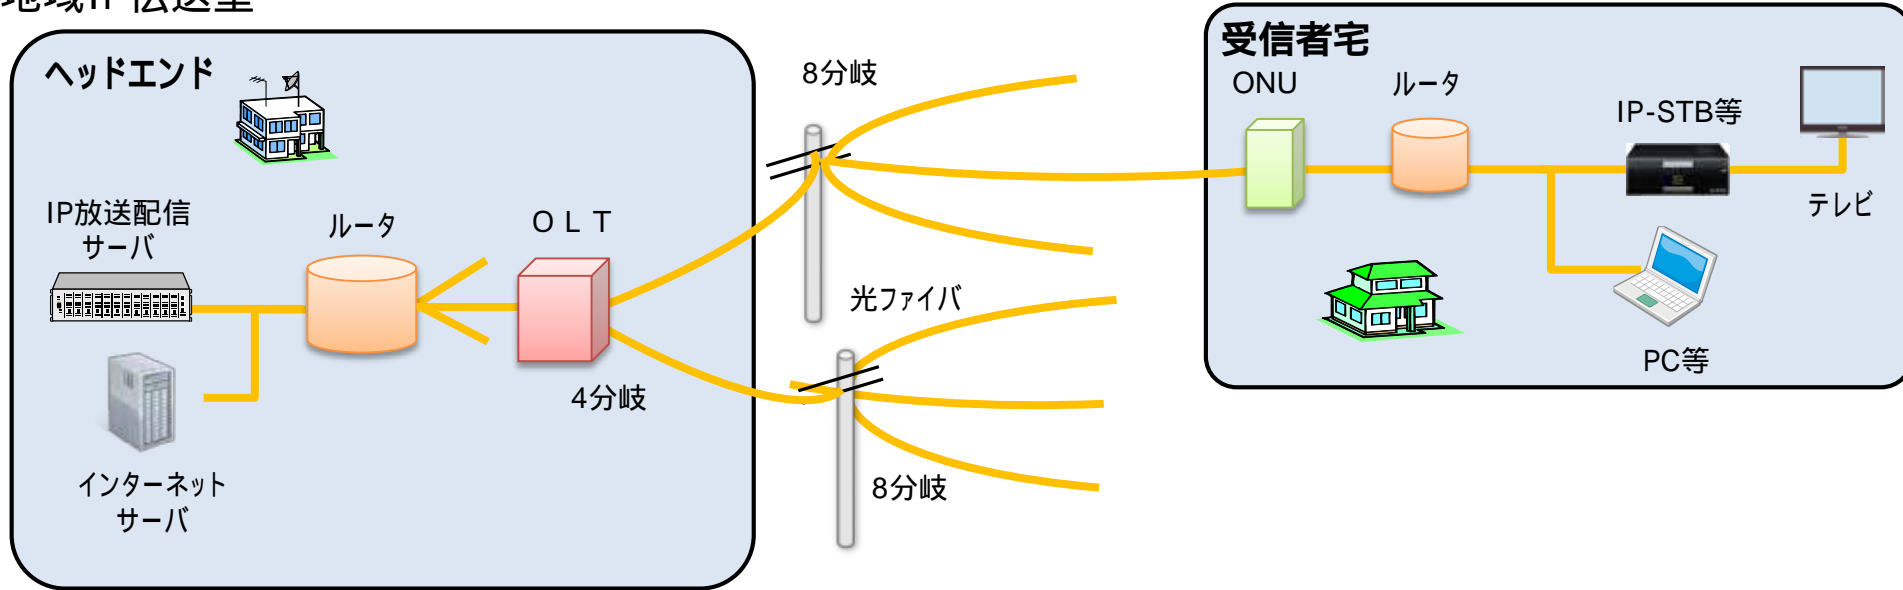 ヘッドエンド
IP放送配信
サーバ
ルータ
ＯＬＴ
4分岐
インターネット
サーバ
8分岐
光ファイバ
8分岐
受信者宅
ONU
ルータ
IP-STB等
テレビ
PC等